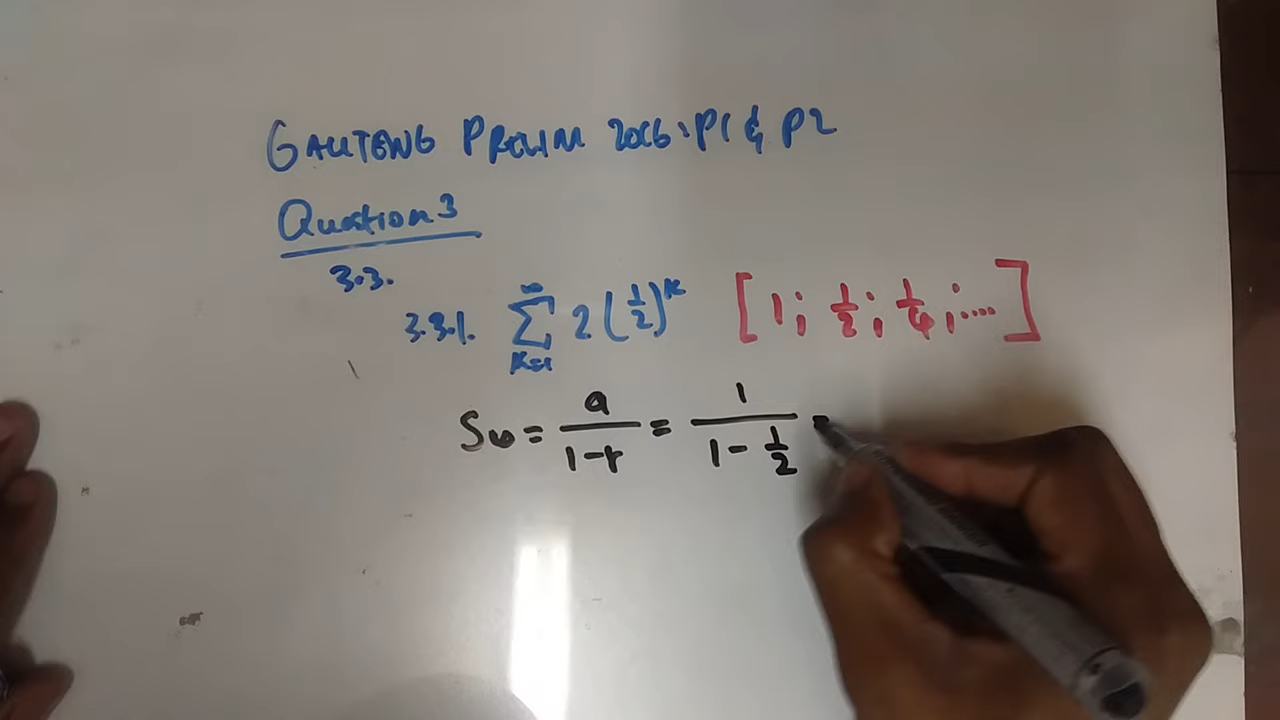 GAUTENG PRELIM 2016: P1 & P2
Question 3
3.3.
3.3.1. ∞ ∑ K=1 2(1/2)^K [1; 1/2; 1/4; ....]
S∞ = a/(1-r) = 1/(1 - 1/2) =